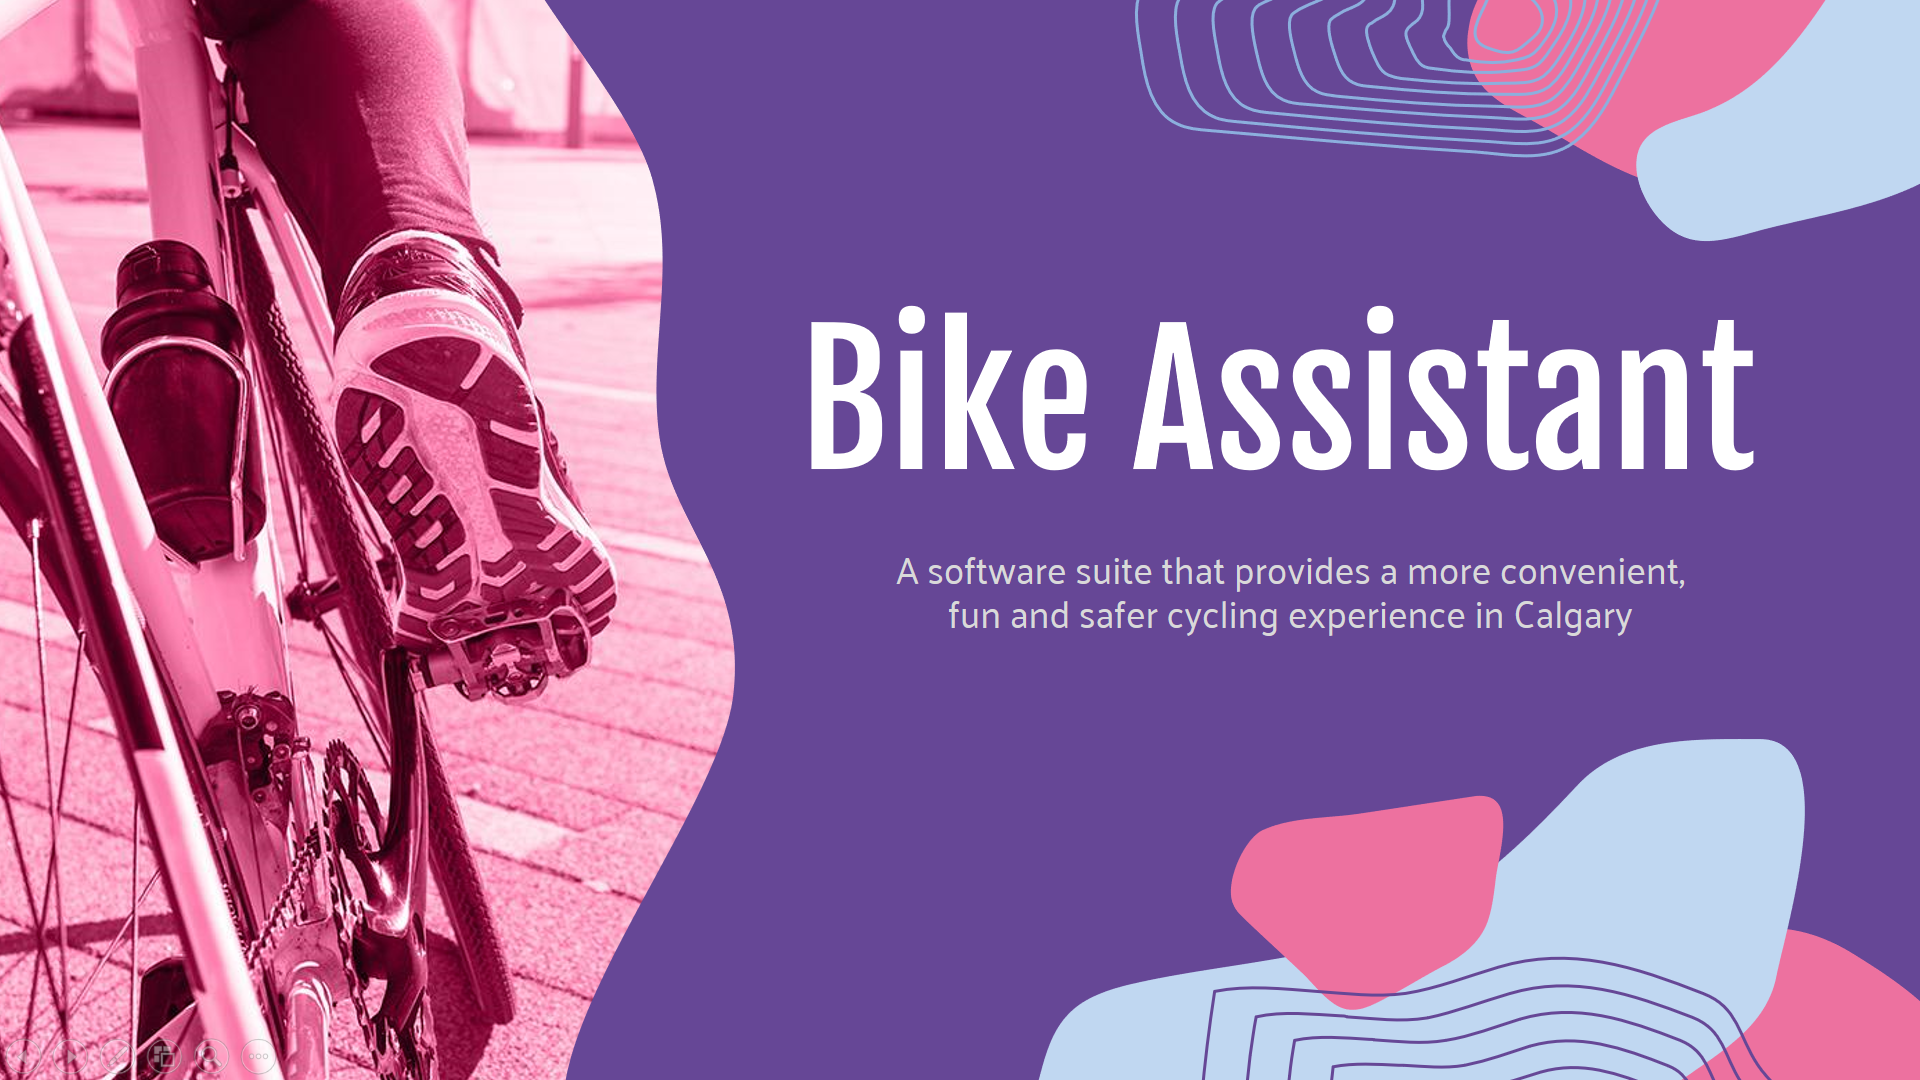 Bike Assistant
A software suite that provides a more convenient,
fun and safer cycling experience in Calgary